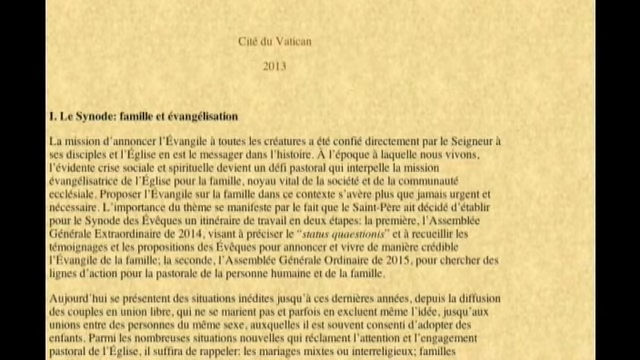 Cité du Vatican
2013
I. Le Synode: famille et évangélisation
La mission d'annoncer l'Évangile à toutes les créatures a été confié directement par le Seigneur à
ses disciples et l'Église en est le messager dans l'histoire. À l'époque à laquelle nous vivons,
l'évidente crise sociale et spirituelle devient un défi pastoral qui interpelle la mission
évangélisatrice de l'Église pour la famille, noyau vital de la société et de la communauté
ecclésiale. Proposer l'Évangile sur la famille dans ce contexte s'avère plus que jamais urgent et
nécessaire. L'importance du thème se manifeste par le fait que le Saint-Père ait décidé d'établir
pour le Synode des Évêques un itinéraire de travail en deux étapes: la première, l'Assemblée
Générale Extraordinaire de 2014, visant à préciser le "status quaestionis" et à recueillir les
témoignages et les propositions des Évêques pour annoncer et vivre de manière crédible
l'Évangile de la famille; la seconde, l'Assemblée Générale Ordinaire de 2015, pour chercher des
lignes d'action pour la pastorale de la personne humaine et de la famille.
Aujourd'hui se présentent des situations inédites jusqu'à ces dernières années, depuis la diffusion
des couples en union libre, qui ne se marient pas et parfois en excluent même l'idée, jusqu'aux
unions entre des personnes du même sexe, auxquelles il est souvent consenti d'adopter des
enfants. Parmi les nombreuses situations nouvelles qui réclament l'attention et l'engagement
pastoral de l'Église, il suffira de rappeler: les mariages mixtes ou interreligieux; familles